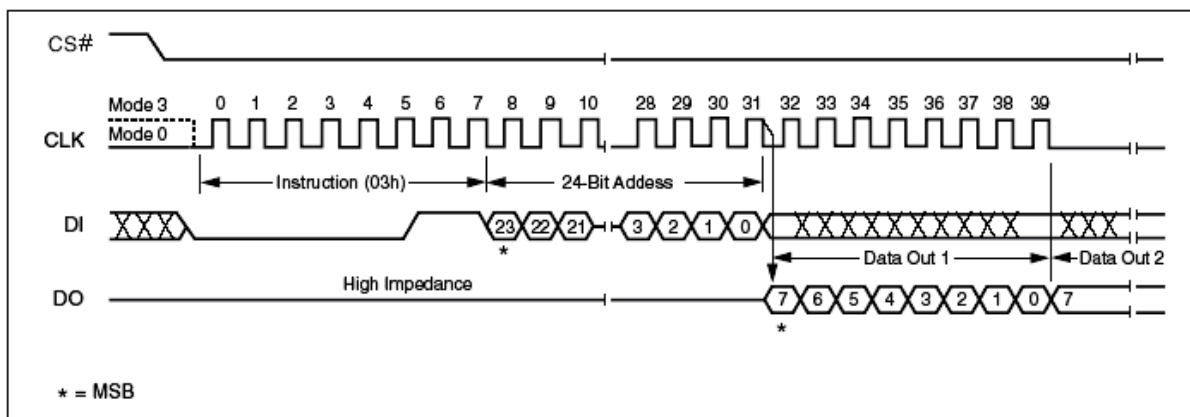 CS#
Mode 3 0 1 2 3 4 5 6 7 8 9 10 28 29 30 31 32 33 34 35 36 37 38 39
CLK Mode 0
Instruction (03h) 24-Bit Addess
DI 23 22 21 3 2 1 0
*
Data Out 1 Data Out 2
High Impedance
DO 7 6 5 4 3 2 1 0 7
*
* = MSB